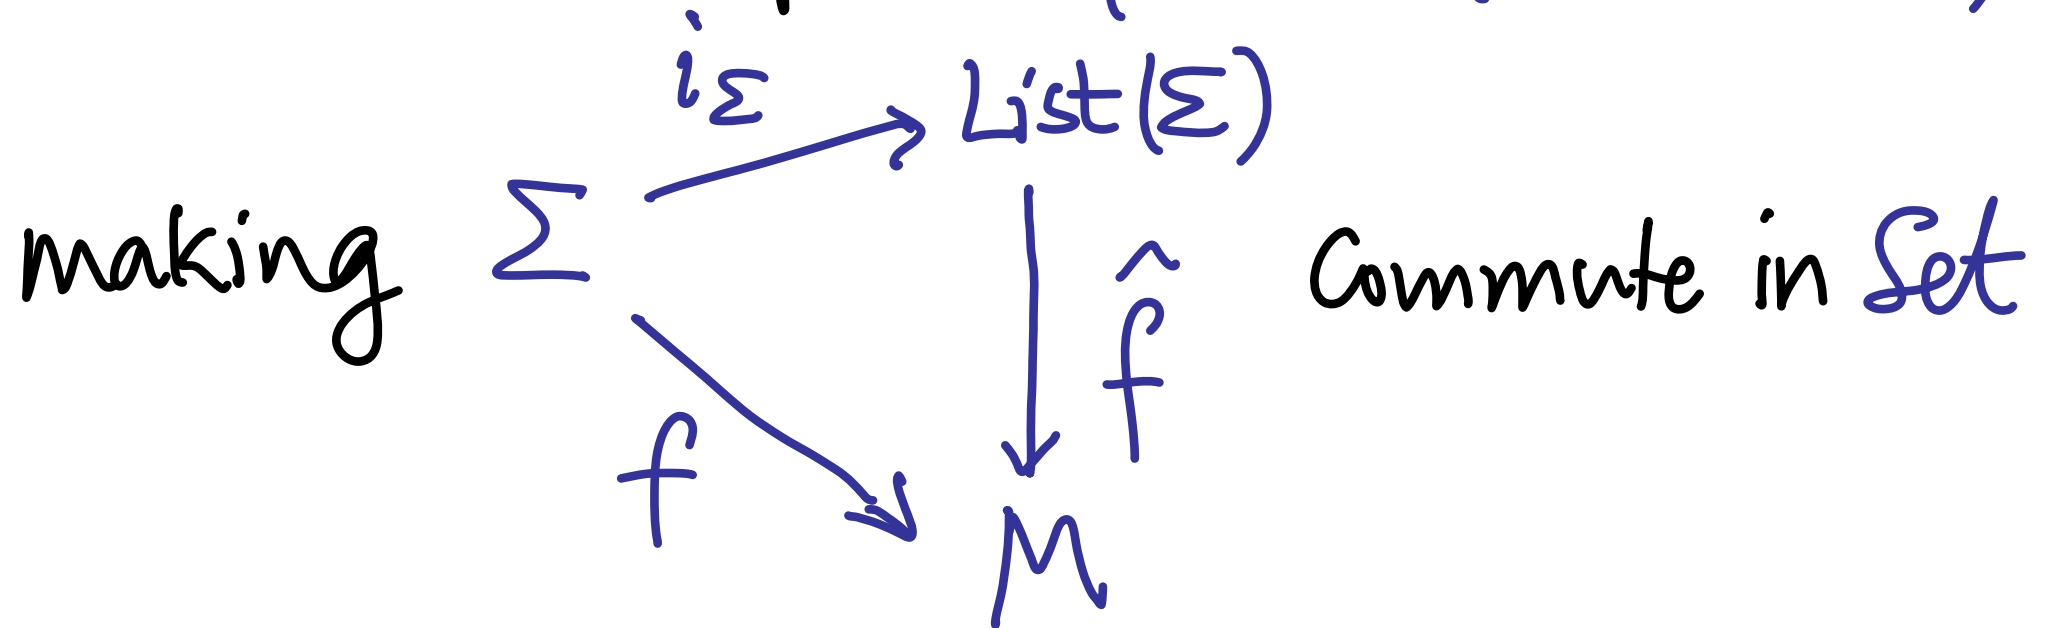 i_Σ
List(Σ)
making Σ
f̂
commute in Set
f
M